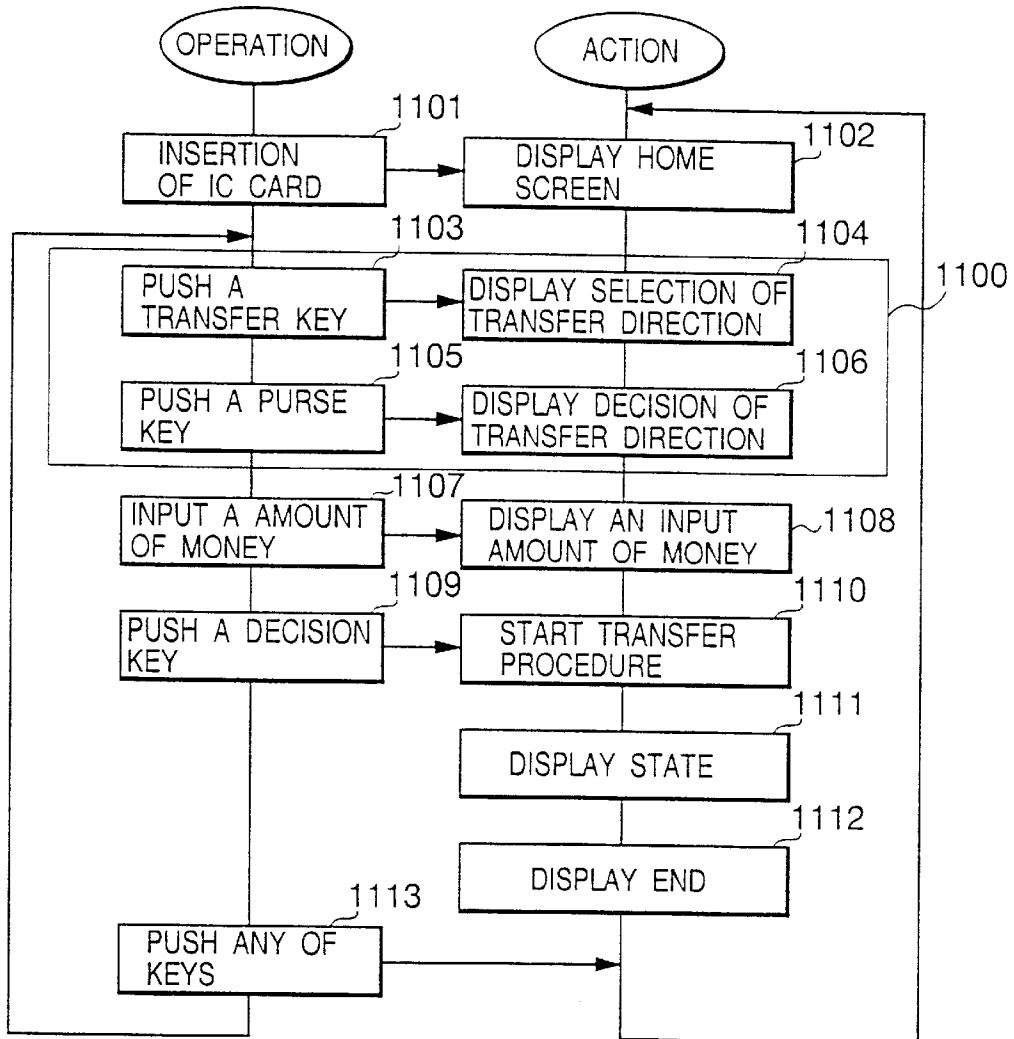 OPERATION
ACTION
1101
1102
INSERTION
OF IC CARD
DISPLAY HOME
SCREEN
1103
1104
1100
PUSH A
TRANSFER KEY
DISPLAY SELECTION OF
TRANSFER DIRECTION
1105
1106
PUSH A PURSE
KEY
DISPLAY DECISION OF
TRANSFER DIRECTION
1107
1108
INPUT A AMOUNT
OF MONEY
DISPLAY AN INPUT
AMOUNT OF MONEY
1109
1110
PUSH A DECISION
KEY
START TRANSFER
PROCEDURE
1111
DISPLAY STATE
1112
DISPLAY END
1113
PUSH ANY OF
KEYS